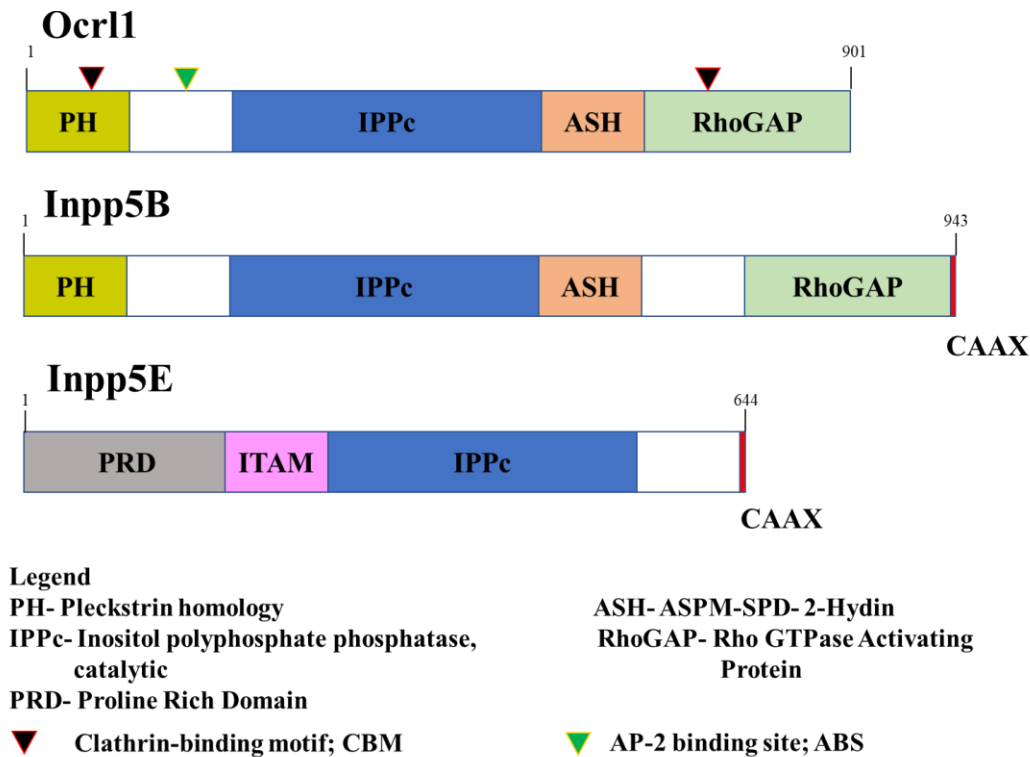 Ocrl1
1 901
PH IPPc ASH RhoGAP
Inpp5B
1 943
PH IPPc ASH RhoGAP
CAAX
Inpp5E
1 644
PRD ITAM IPPc
CAAX
Legend
PH- Pleckstrin homology
IPPc- Inositol polyphosphate phosphatase,
catalytic
PRD- Proline Rich Domain
ASH- ASPM-SPD- 2-Hydin
RhoGAP- Rho GTPase Activating
Protein
Clathrin-binding motif; CBM
AP-2 binding site; ABS